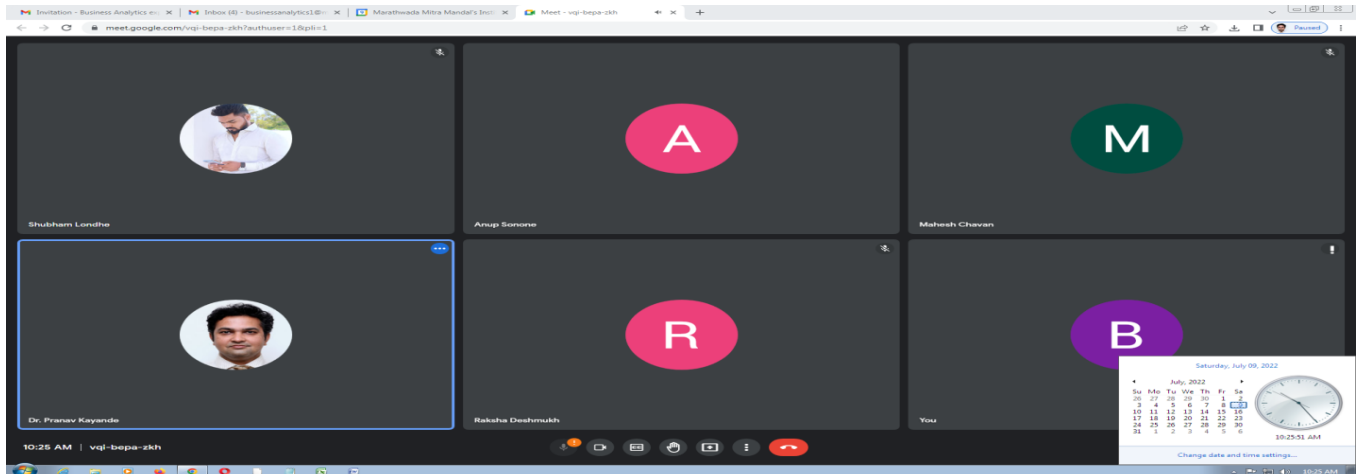 Invitation - Business Analytics ex
Inbox (4) - businessanalytics1@
Marathwada Mitra Mandal's Inst
Meet - vqi-bepa-zkh
meet.google.com/vqi-bepa-zkh?authuser=1&pli=1
Paused
A
M
Shubham Londhe
Anup Sonone
Mahesh Chavan
R
B
Dr. Pranav Kayande
Raksha Deshmukh
You
Saturday, July 09, 2022
July, 2022
Su Mo Tu We Th Fr Sa
26 27 28 29 30 1 2
3 4 5 6 7 8 9
10 11 12 13 14 15 16
17 18 19 20 21 22 23
24 25 26 27 28 29 30
31 1 2 3 4 5 6
10:25:51 AM
Change date and time settings...
10:25 AM | vqi-bepa-zkh
10:25 AM